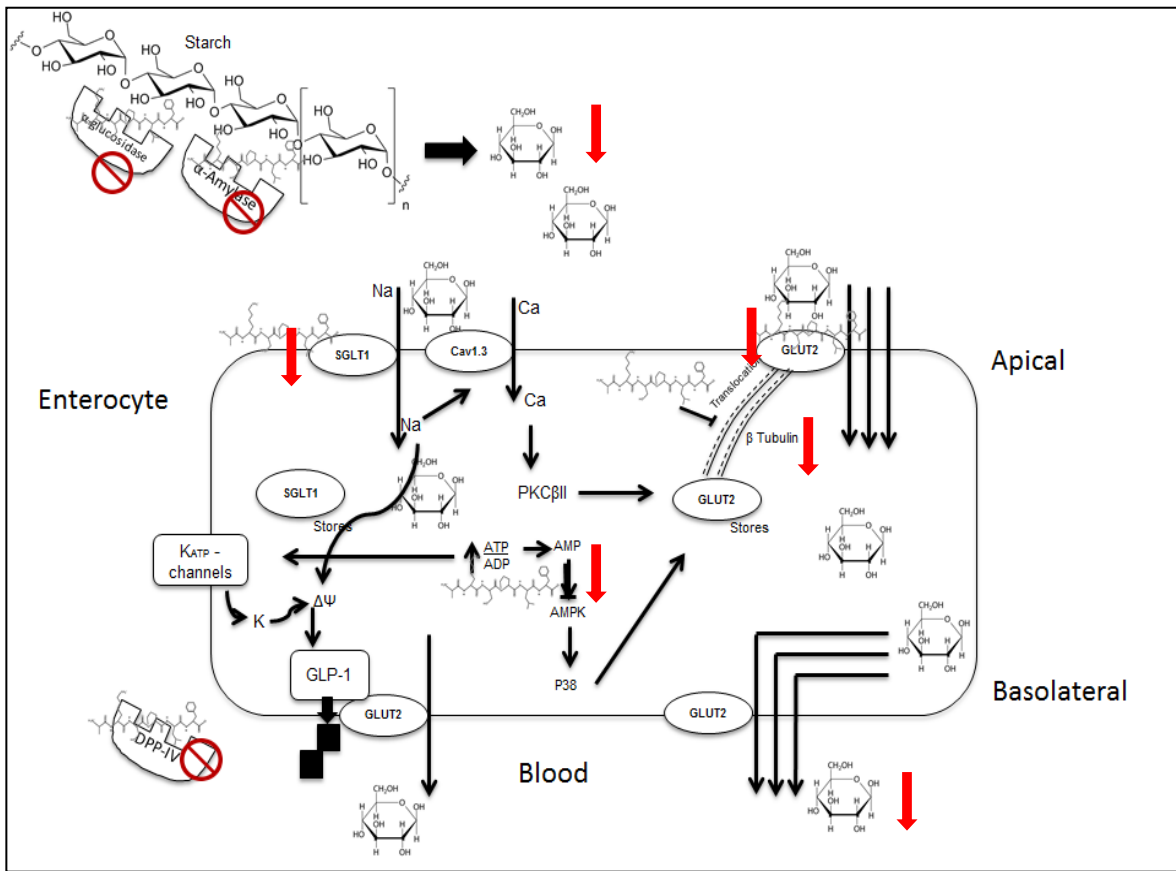 Starch
α-glucosidase
α-Amylase
n
Na
Ca
SGLT1
Cav1.3
GLUT2
Apical
Enterocyte
Translocation
β Tubulin
Na
Ca
PKCβII
GLUT2
Stores
SGLT1
Stores
KATP -
channels
ATP
ADP
AMP
AMPK
K
ΔΨ
P38
GLP-1
GLUT2
GLUT2
Basolateral
DPP-IV
Blood